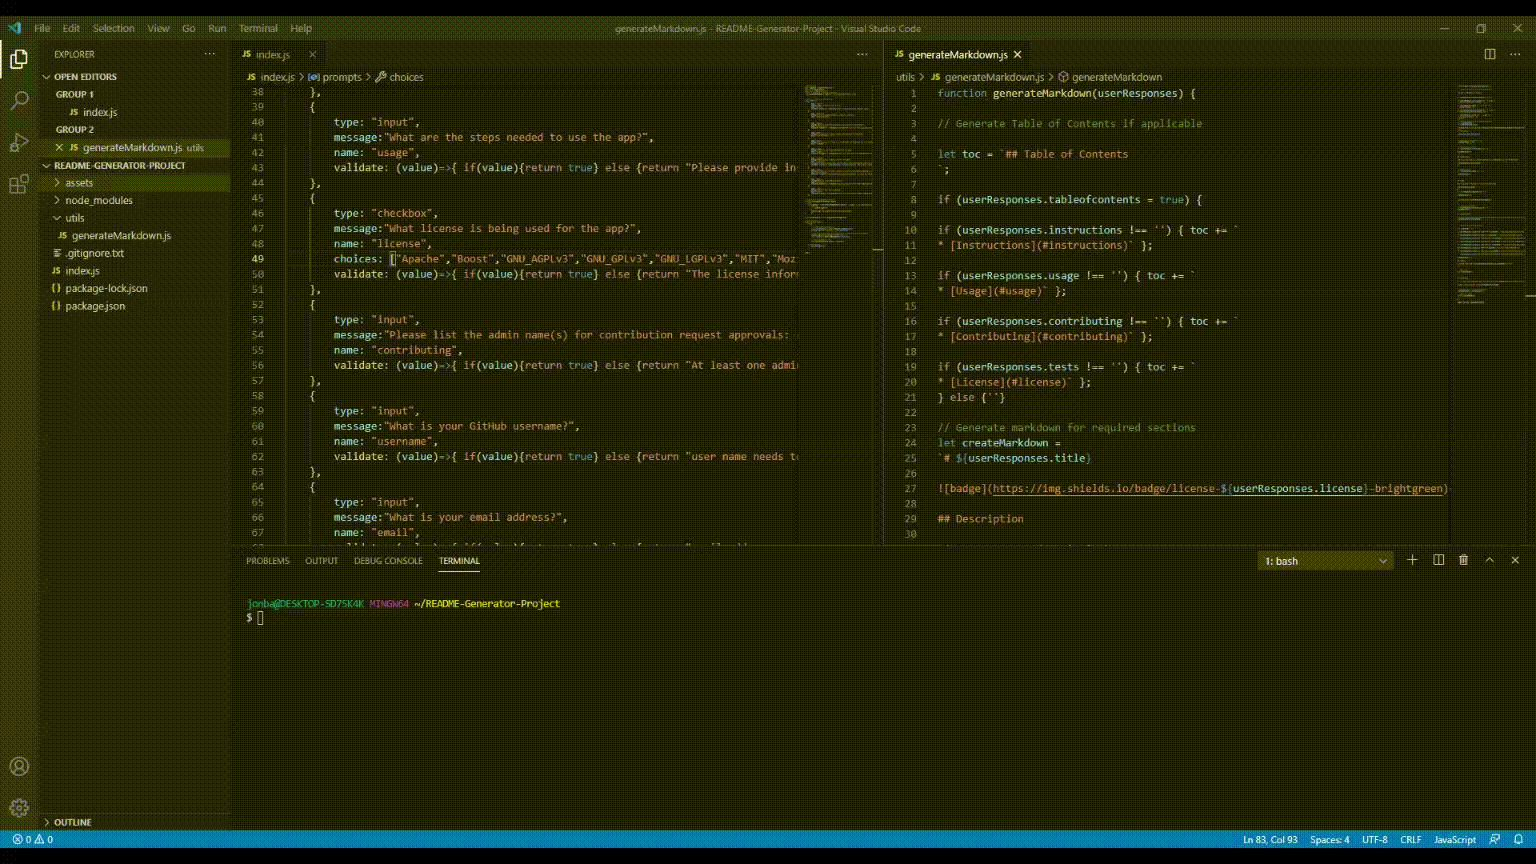 File Edit Selection View Go Run Terminal Help
generateMarkdown.js - README-Generator-Project - Visual Studio Code
EXPLORER
OPEN EDITORS
GROUP 1
JS index.js
GROUP 2
JS generateMarkdown.js utils
README-GENERATOR-PROJECT
assets
node_modules
utils
JS generateMarkdown.js
.gitignore.txt
JS index.js
{} package-lock.json
{} package.json
OUTLINE
JS index.js
JS index.js > prompts > choices
38 },
39 {
40 type: "input",
41 message:"What are the steps needed to use the app?",
42 name: "usage",
43 validate: (value)=>{ if(value){return true} else {return "Please provide in
44 },
45 {
46 type: "checkbox",
47 message:"What license is being used for the app?",
48 name: "license",
49 choices: ["Apache","Boost","GNU_AGPLv3","GNU_GPLv3","GNU_LGPLv3","MIT","Moz
50 validate: (value)=>{ if(value){return true} else {return "The license infor
51 },
52 {
53 type: "input",
54 message:"Please list the admin name(s) for contribution request approvals:
55 name: "contributing",
56 validate: (value)=>{ if(value){return true} else {return "At least one admi
57 },
58 {
59 type: "input",
60 message:"What is your GitHub username?",
61 name: "username",
62 validate: (value)=>{ if(value){return true} else {return "user name needs t
63 },
64 {
65 type: "input",
66 message:"What is your email address?",
67 name: "email",
JS generateMarkdown.js
utils > JS generateMarkdown.js > generateMarkdown
1 function generateMarkdown(userResponses) {
2
3 // Generate Table of Contents if applicable
4
5 let toc = `## Table of Contents
6 `;
7
8 if (userResponses.tableofcontents = true) {
9
10 if (userResponses.instructions !== '') { toc += `
11 * [Instructions](#instructions)` };
12
13 if (userResponses.usage !== '') { toc += `
14 * [Usage](#usage)` };
15
16 if (userResponses.contributing !== ``) { toc += `
17 * [Contributing](#contributing)` };
18
19 if (userResponses.tests !== '') { toc += `
20 * [License](#license)` };
21 } else {''}
22
23 // Generate markdown for required sections
24 let createMarkdown =
25 `# ${userResponses.title}
26
27 ![badge](https://img.shields.io/badge/license-${userResponses.license}-brightgreen)
28
29 ## Description
30
PROBLEMS OUTPUT DEBUG CONSOLE TERMINAL
1: bash
jonba@DESKTOP-SD75K4K MINGW64 ~/README-Generator-Project
$
0 0
Ln 83, Col 93 Spaces: 4 UTF-8 CRLF JavaScript